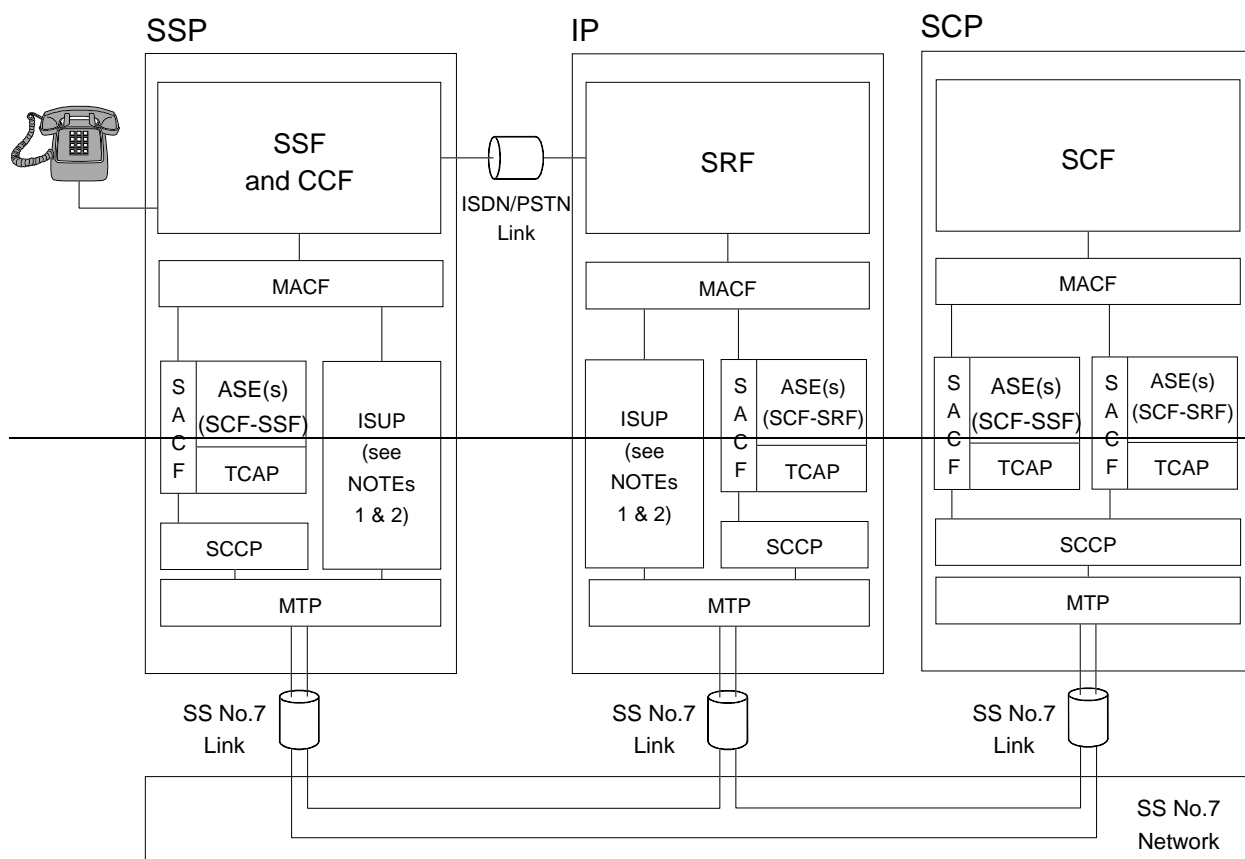 SSP
IP
SCP
SSF
and CCF
ISDN/PSTN
Link
SRF
SCF
MACF
MACF
MACF
S
A
C
F
ASE(s)
(SCF-SSF)
TCAP
ISUP
(see
NOTEs
1 & 2)
SCCP
MTP
ISUP
(see
NOTEs
1 & 2)
S
A
C
F
ASE(s)
(SCF-SRF)
TCAP
SCCP
MTP
S
A
C
F
ASE(s)
(SCF-SSF)
TCAP
S
A
C
F
ASE(s)
(SCF-SRF)
TCAP
SCCP
MTP
SS No.7
Link
SS No.7
Link
SS No.7
Link
SS No.7
Network